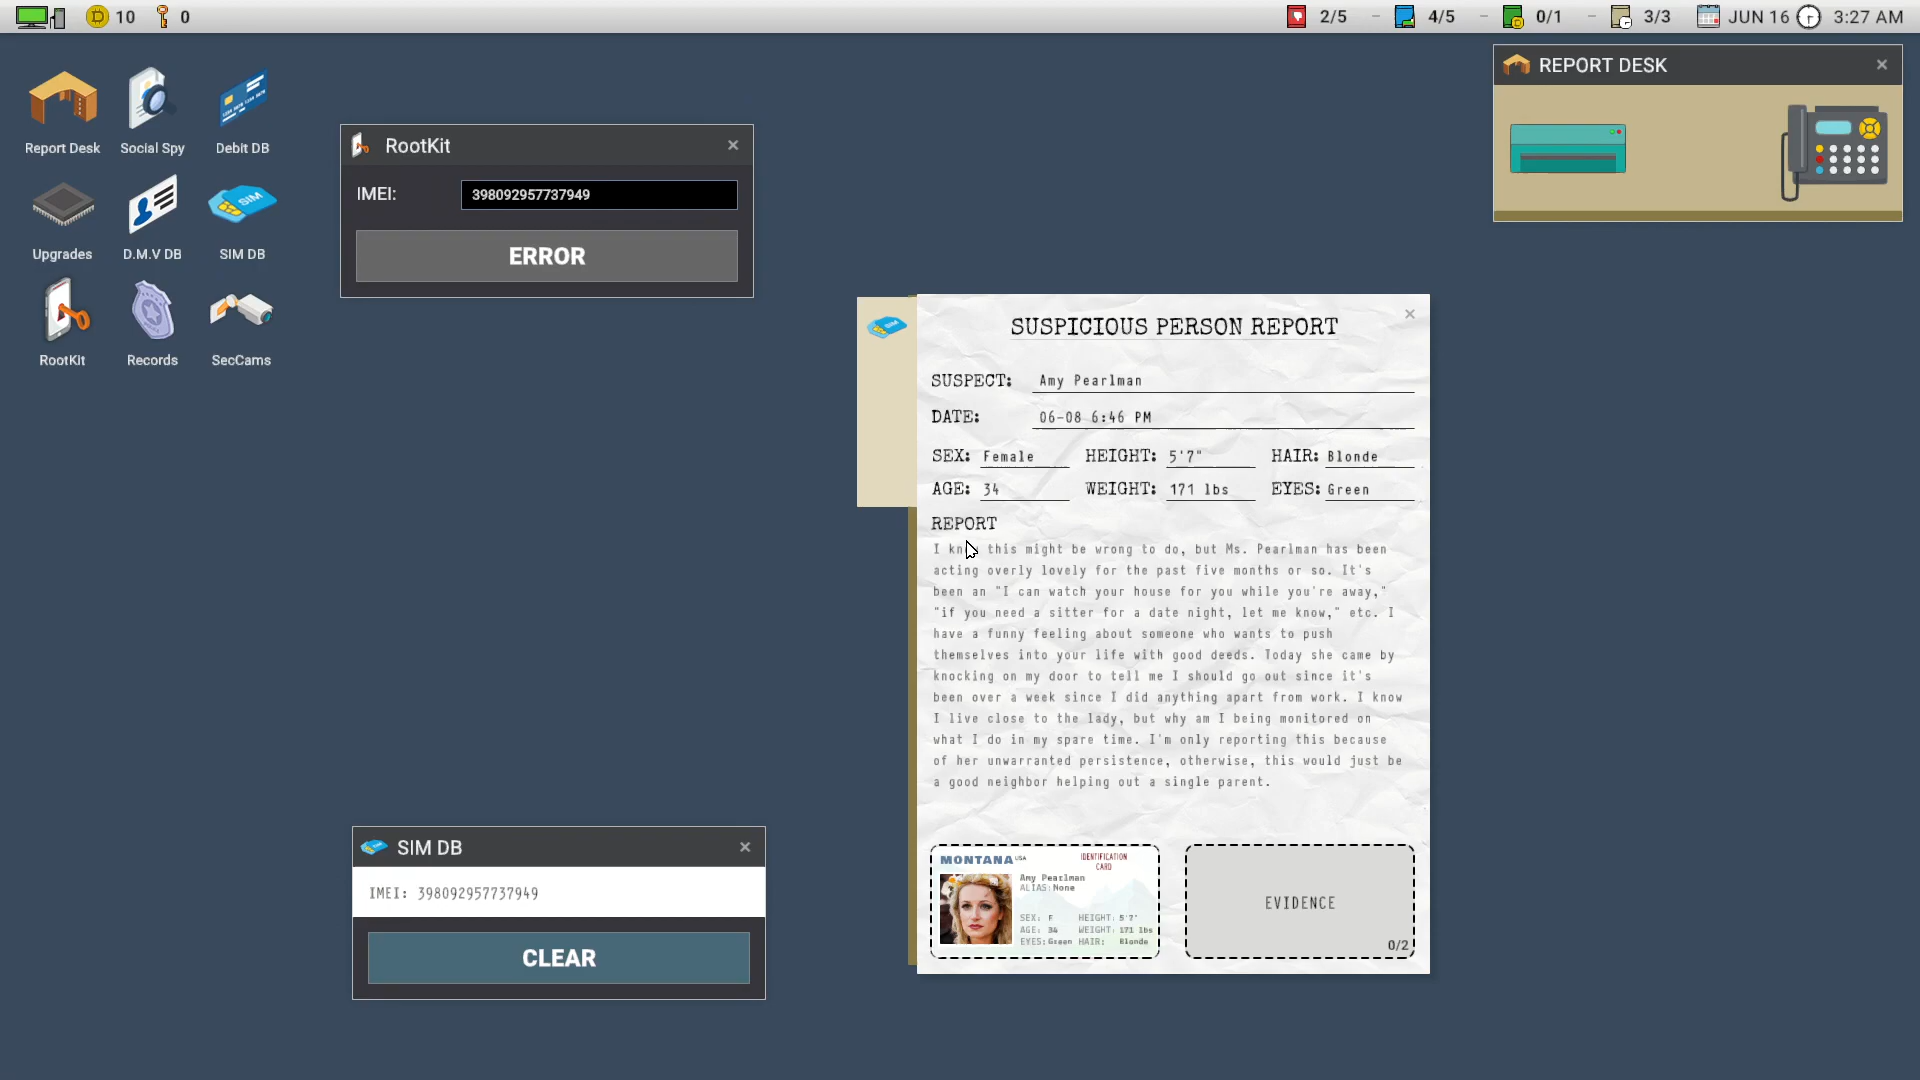 10
0
2/5
4/5
0/1
3/3
JUN 16
3:27 AM
Report Desk
Social Spy
Debit DB
Upgrades
D.M.V DB
SIM DB
RootKit
Records
SecCams
RootKit
IMEI:
398092957737949
ERROR
REPORT DESK
SUSPICIOUS PERSON REPORT
SUSPECT: Amy Pearlman
DATE: 06-08 6:46 PM
SEX: Female HEIGHT: 5'7" HAIR: Blonde
AGE: 34 WEIGHT: 171 lbs EYES: Green
REPORT
I know this might be wrong to do, but Ms. Pearlman has been
acting overly lovely for the past five months or so. It's
been an "I can watch your house for you while you're away,"
"if you need a sitter for a date night, let me know," etc. I
have a funny feeling about someone who wants to push
themselves into your life with good deeds. Today she came by
knocking on my door to tell me I should go out since it's
been over a week since I did anything apart from work. I know
I live close to the lady, but why am I being monitored on
what I do in my spare time. I'm only reporting this because
of her unwarranted persistence, otherwise, this would just be
a good neighbor helping out a single parent.
MONTANA USA
IDENTIFICATION
CARD
Amy Pearlman
ALIAS: None
SEX: F HEIGHT: 5'7"
AGE: 34 WEIGHT: 171 lbs
EYES: Green HAIR: Blonde
EVIDENCE
0/2
SIM DB
IMEI: 398092957737949
CLEAR